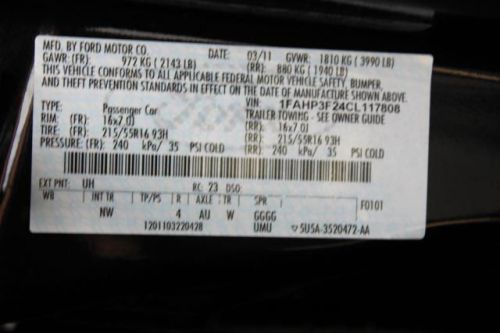 MFD. BY FORD MOTOR CO.
DATE: 03/11 GVWR: 1810 KG ( 3990 LB)
GAWR: (FR): 972 KG ( 2143 LB) (RR): 880 KG ( 1940 LB)
THIS VEHICLE CONFORMS TO ALL APPLICABLE FEDERAL MOTOR VEHICLE SAFETY, BUMPER,
AND THEFT PREVENTION STANDARDS IN EFFECT ON THE DATE OF MANUFACTURE SHOWN ABOVE.
VIN: 1FAHP3F24CL117808
TYPE: Passenger Car TRAILER TOWING - SEE OWNER GUIDE
RIM: (FR): 16x7.0J (RR): 16x7.0J
TIRE: (FR): 215/55R16 93H (RR): 215/55R16 93H
PRESSURE: (FR): 240 kPa/ 35 PSI COLD (RR): 240 kPa/ 35 PSI COLD
EXT PNT: UH RC: 23 DSO: F0101
WB INT TR TP/PS R AXLE TR SPR
NW 4 AU W GGGG
1201103220428 UMU ▽5U5A-3520472-AA